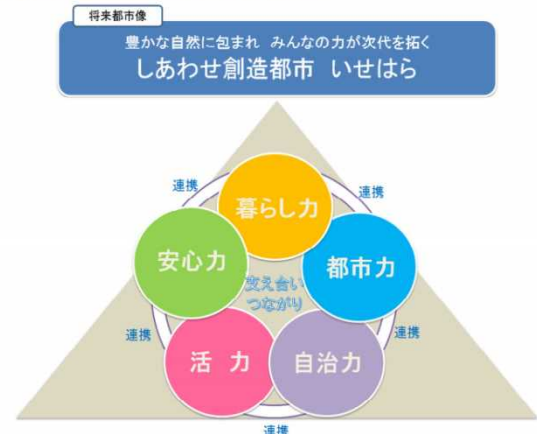 将来都市像
豊かな自然に包まれ みんなの力が次代を拓く
しあわせ創造都市 いせはら
連携
連携
暮らし力
安心力
都市力
支え合い
つながり
連携
連携
活 力
自治力
連携